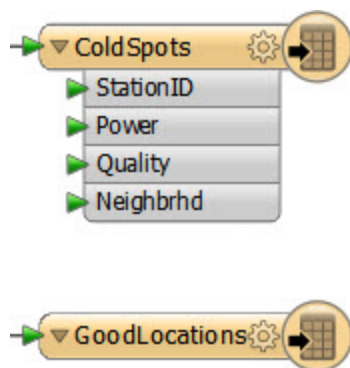 ColdSpots
StationID
Power
Quality
Neighbrhd
GoodLocations